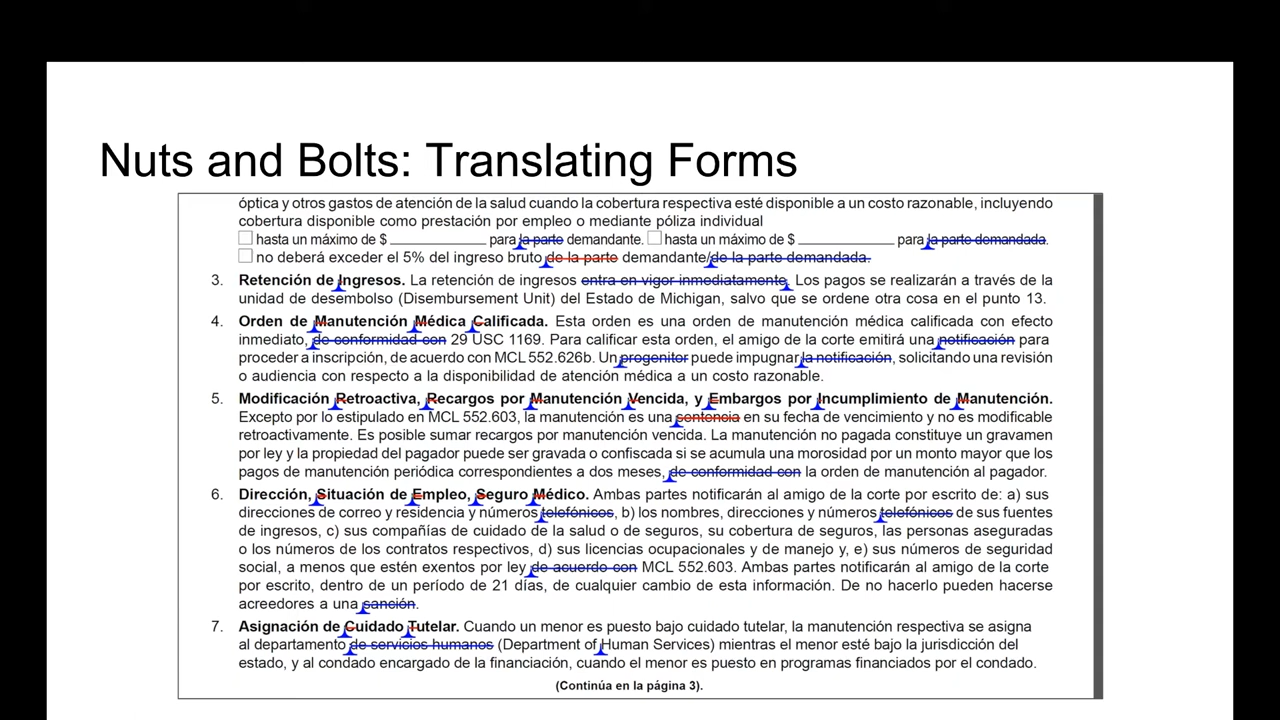 Nuts and Bolts: Translating Forms
óptica y otros gastos de atención de la salud cuando la cobertura respectiva esté disponible a un costo razonable, incluyendo
cobertura disponible como prestación por empleo o mediante póliza individual
hasta un máximo de $ ______________ para la parte demandante. hasta un máximo de $ ______________ para la parte demandada.
no deberá exceder el 5% del ingreso bruto de la parte demandante/de la parte demandada.
3. Retención de Ingresos. La retención de ingresos entra en vigor inmediatamente. Los pagos se realizarán a través de la
unidad de desembolso (Disembursement Unit) del Estado de Michigan, salvo que se ordene otra cosa en el punto 13.
4. Orden de Manutención Médica Calificada. Esta orden es una orden de manutención médica calificada con efecto
inmediato, de conformidad con 29 USC 1169. Para calificar esta orden, el amigo de la corte emitirá una notificación para
proceder a inscripción, de acuerdo con MCL 552.626b. Un progenitor puede impugnar la notificación, solicitando una revisión
o audiencia con respecto a la disponibilidad de atención médica a un costo razonable.
5. Modificación Retroactiva, Recargos por Manutención Vencida, y Embargos por Incumplimiento de Manutención.
Excepto por lo estipulado en MCL 552.603, la manutención es una sentencia en su fecha de vencimiento y no es modificable
retroactivamente. Es posible sumar recargos por manutención vencida. La manutención no pagada constituye un gravamen
por ley y la propiedad del pagador puede ser gravada o confiscada si se acumula una morosidad por un monto mayor que los
pagos de manutención periódica correspondientes a dos meses, de conformidad con la orden de manutención al pagador.
6. Dirección, Situación de Empleo, Seguro Médico. Ambas partes notificarán al amigo de la corte por escrito de: a) sus
direcciones de correo y residencia y números telefónicos, b) los nombres, direcciones y números telefónicos de sus fuentes
de ingresos, c) sus compañías de cuidado de la salud o de seguros, su cobertura de seguros, las personas aseguradas
o los números de los contratos respectivos, d) sus licencias ocupacionales y de manejo y, e) sus números de seguridad
social, a menos que estén exentos por ley de acuerdo con MCL 552.603. Ambas partes notificarán al amigo de la corte
por escrito, dentro de un período de 21 días, de cualquier cambio de esta información. De no hacerlo pueden hacerse
acreedores a una sanción.
7. Asignación de Cuidado Tutelar. Cuando un menor es puesto bajo cuidado tutelar, la manutención respectiva se asigna
al departamento de servicios humanos (Department of Human Services) mientras el menor esté bajo la jurisdicción del
estado, y al condado encargado de la financiación, cuando el menor es puesto en programas financiados por el condado.
(Continúa en la página 3).